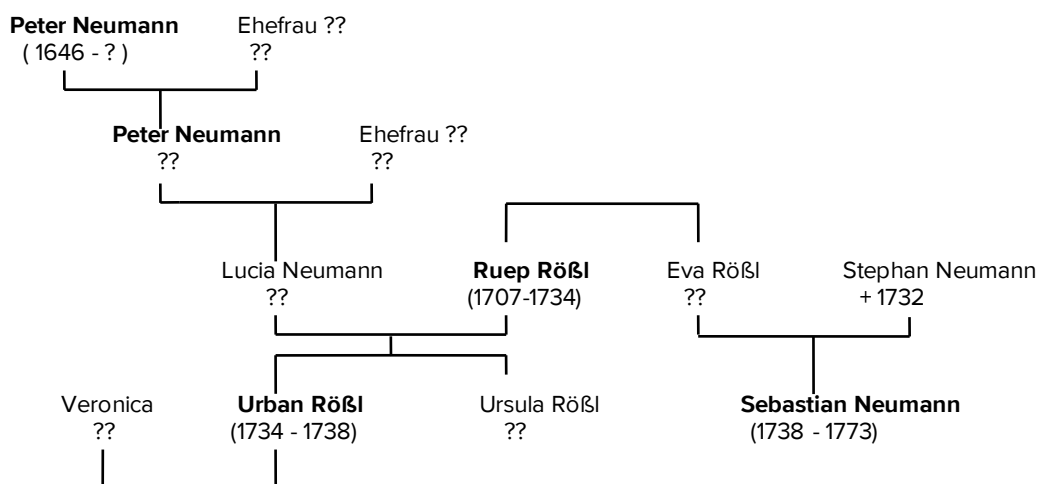 Peter Neumann Ehefrau ??
( 1646 - ? ) ??
Peter Neumann Ehefrau ??
?? ??
Lucia Neumann Ruep Rößl Eva Rößl Stephan Neumann
?? (1707-1734) ?? + 1732
Veronica Urban Rößl Ursula Rößl Sebastian Neumann
?? (1734 - 1738) ?? (1738 - 1773)